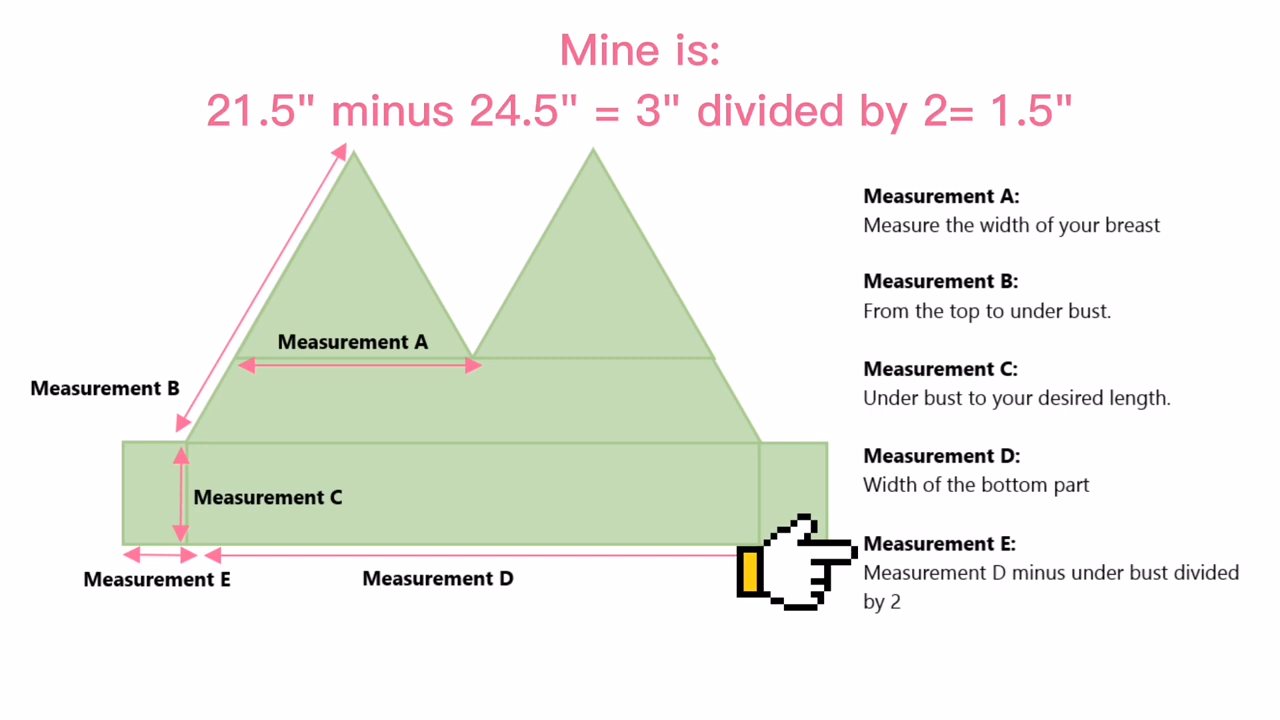 Mine is:
21.5" minus 24.5" = 3" divided by 2= 1.5"
Measurement A:
Measure the width of your breast
Measurement B:
From the top to under bust.
Measurement A
Measurement C:
Measurement B
Under bust to your desired length.
Measurement D:
Width of the bottom part
Measurement C
Measurement E:
Measurement E
Measurement D
Measurement D minus under bust divided
by 2